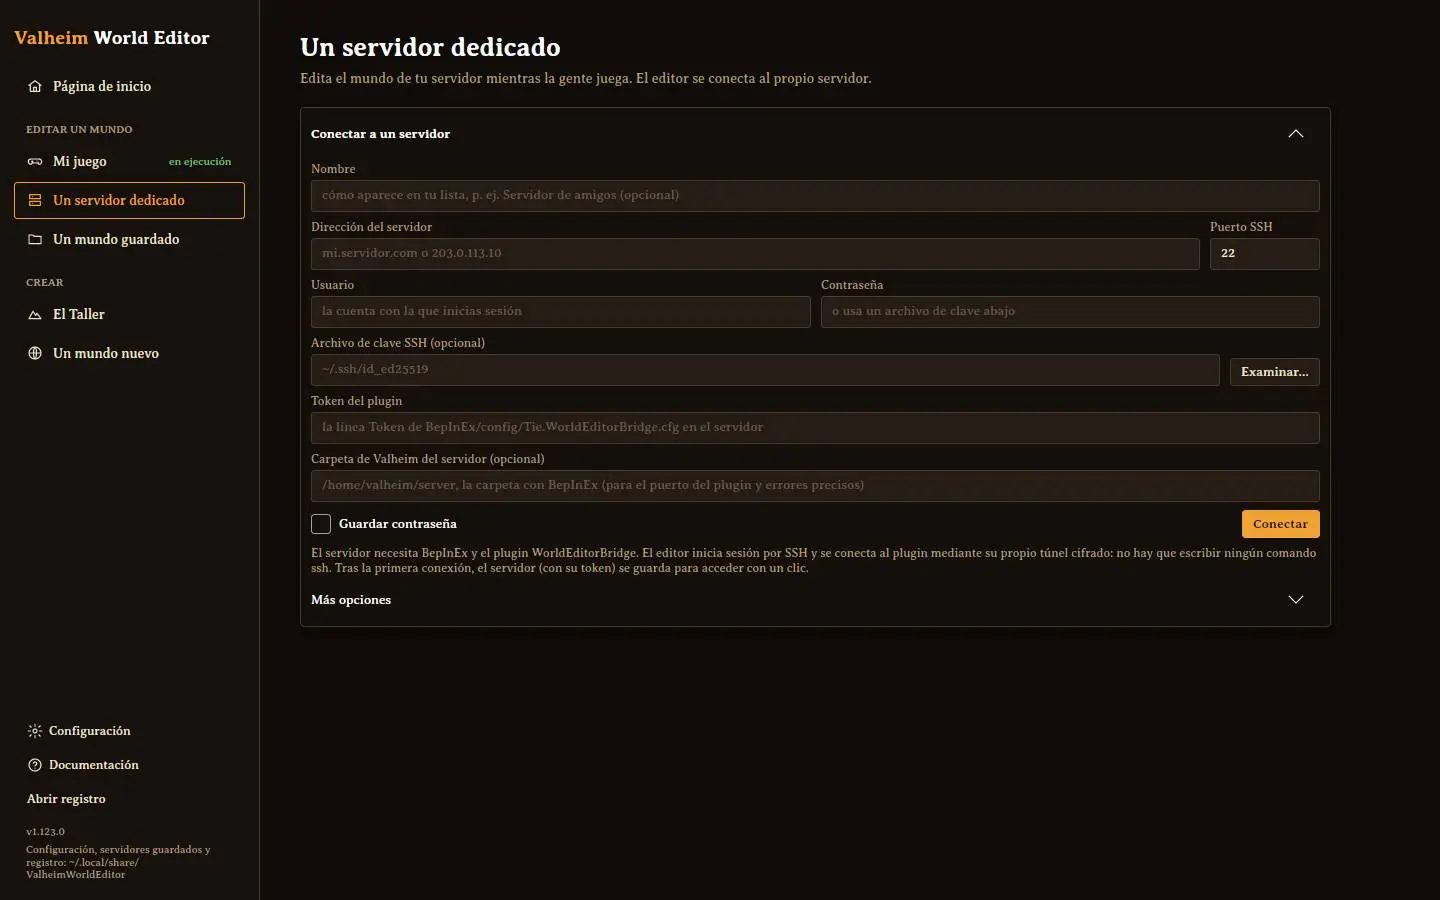 Valheim World Editor
Página de inicio
EDITAR UN MUNDO
Mi juego
en ejecución
Un servidor dedicado
Un mundo guardado
CREAR
El Taller
Un mundo nuevo
Configuración
Documentación
Abrir registro
v1.123.0
Configuración, servidores guardados y
registro: ~/.local/share/
ValheimWorldEditor
Un servidor dedicado
Edita el mundo de tu servidor mientras la gente juega. El editor se conecta al propio servidor.
Conectar a un servidor
Nombre
cómo aparece en tu lista, p. ej. Servidor de amigos (opcional)
Dirección del servidor
Puerto SSH
mi.servidor.com o 203.0.113.10
22
Usuario
Contraseña
la cuenta con la que inicias sesión
o usa un archivo de clave abajo
Archivo de clave SSH (opcional)
~/.ssh/id_ed25519
Examinar...
Token del plugin
la línea Token de BepInEx/config/Tie.WorldEditorBridge.cfg en el servidor
Carpeta de Valheim del servidor (opcional)
/home/valheim/server, la carpeta con BepInEx (para el puerto del plugin y errores precisos)
Guardar contraseña
Conectar
El servidor necesita BepInEx y el plugin WorldEditorBridge. El editor inicia sesión por SSH y se conecta al plugin mediante su propio túnel cifrado: no hay que escribir ningún comando
ssh. Tras la primera conexión, el servidor (con su token) se guarda para acceder con un clic.
Más opciones